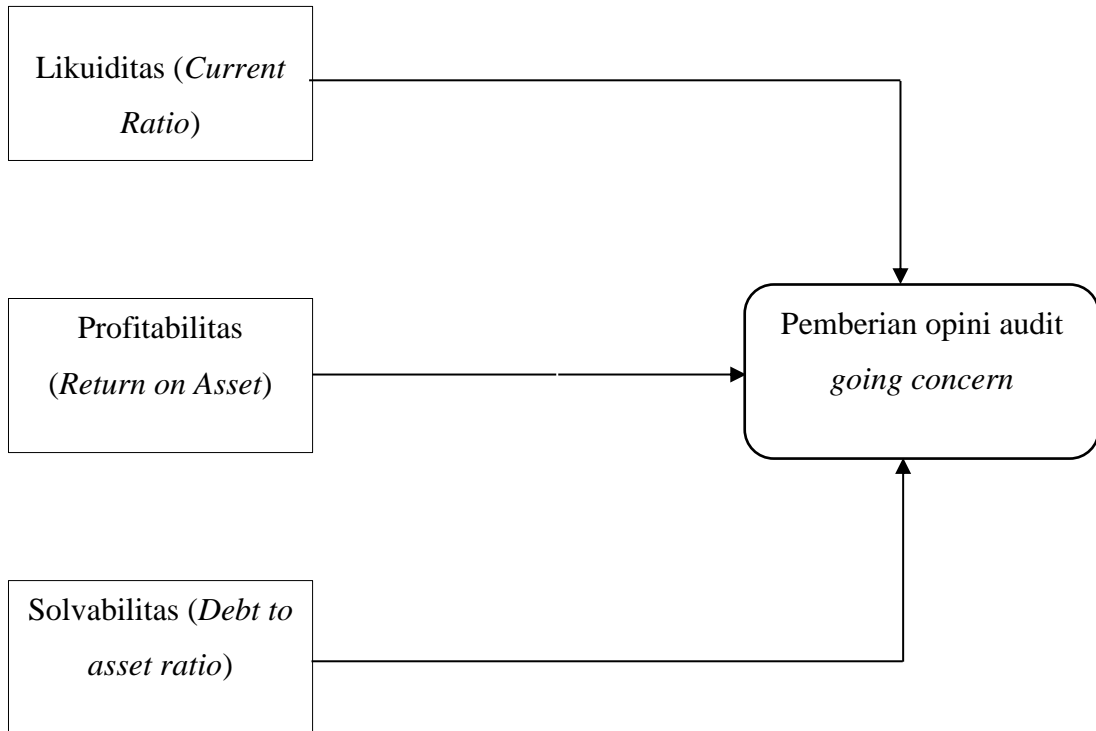 Likuiditas (Current
Ratio)
Profitabilitas
(Return on Asset)
Pemberian opini audit
going concern
Solvabilitas (Debt to
asset ratio)